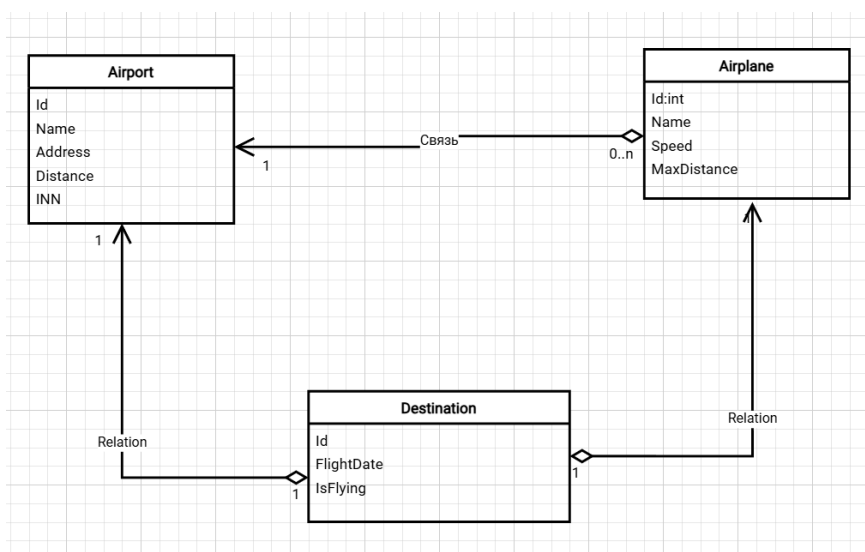 Airport
Id
Name
Address
Distance
INN
Airplane
Id:int
Name
Speed
MaxDistance
Связь
1
0..n
1
1
Relation
Relation
Destination
Id
FlightDate
IsFlying
1
1